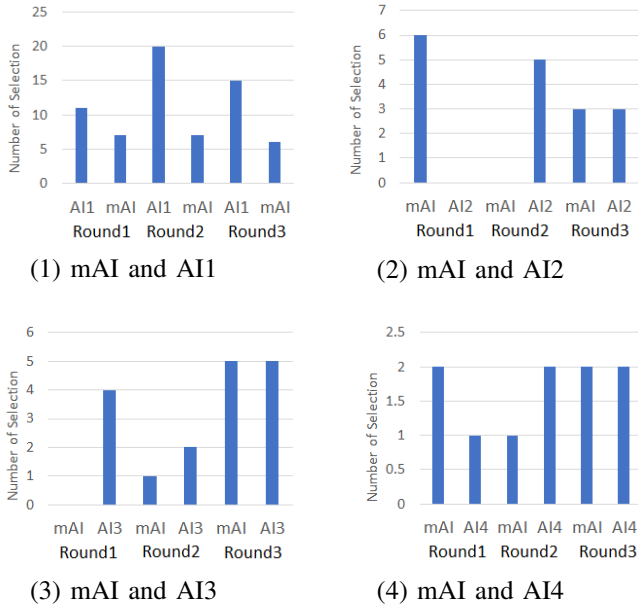 25
20
15
10
5
0
Number of Selection
AI1 mAI AI1 mAI AI1 mAI
Round1 Round2 Round3
(1) mAI and AI1
7
6
5
4
3
2
1
0
Number of Selection
mAI AI2 mAI AI2 mAI AI2
Round1 Round2 Round3
(2) mAI and AI2
6
5
4
3
2
1
0
Number of Selection
mAI AI3 mAI AI3 mAI AI3
Round1 Round2 Round3
(3) mAI and AI3
2.5
2
1.5
1
0.5
0
Number of Selection
mAI AI4 mAI AI4 mAI AI4
Round1 Round2 Round3
(4) mAI and AI4